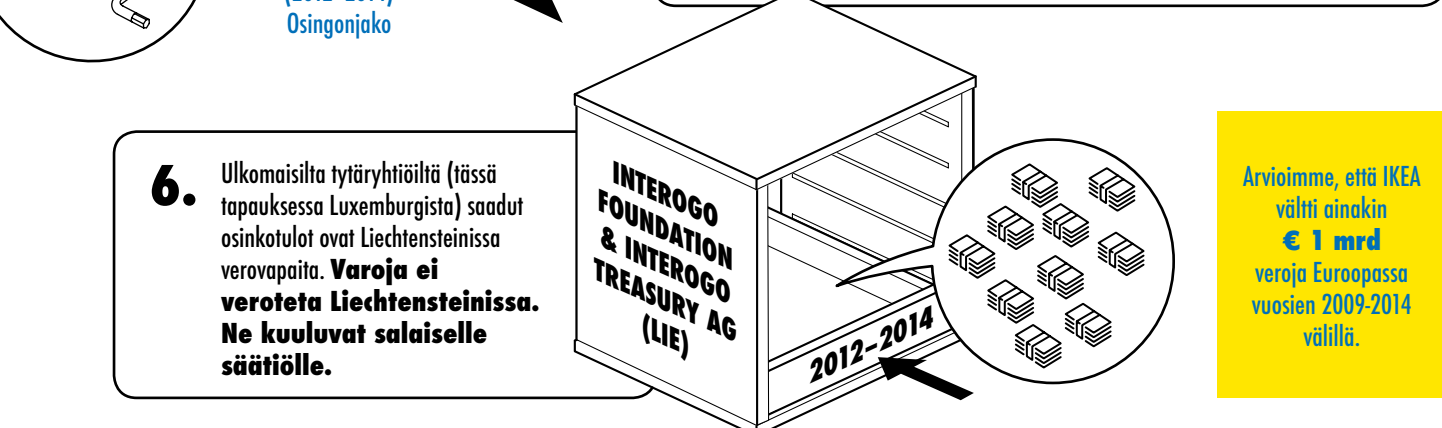 (2012–2014)
Osingonjako
6.
Ulkomaisilta tytäryhtiöiltä (tässä
tapauksessa Luxemburgista) saadut
osinkotulot ovat Liechtensteinissa
verovapaita. Varoja ei
veroteta Liechtensteinissa.
Ne kuuluvat salaiselle
säätiölle.
INTEROGO
FOUNDATION
& INTEROGO
TREASURY AG
(LIE)
2012–2014
Arvioimme, että IKEA
vältti ainakin
€ 1 mrd
veroja Euroopassa
vuosien 2009-2014
välillä.